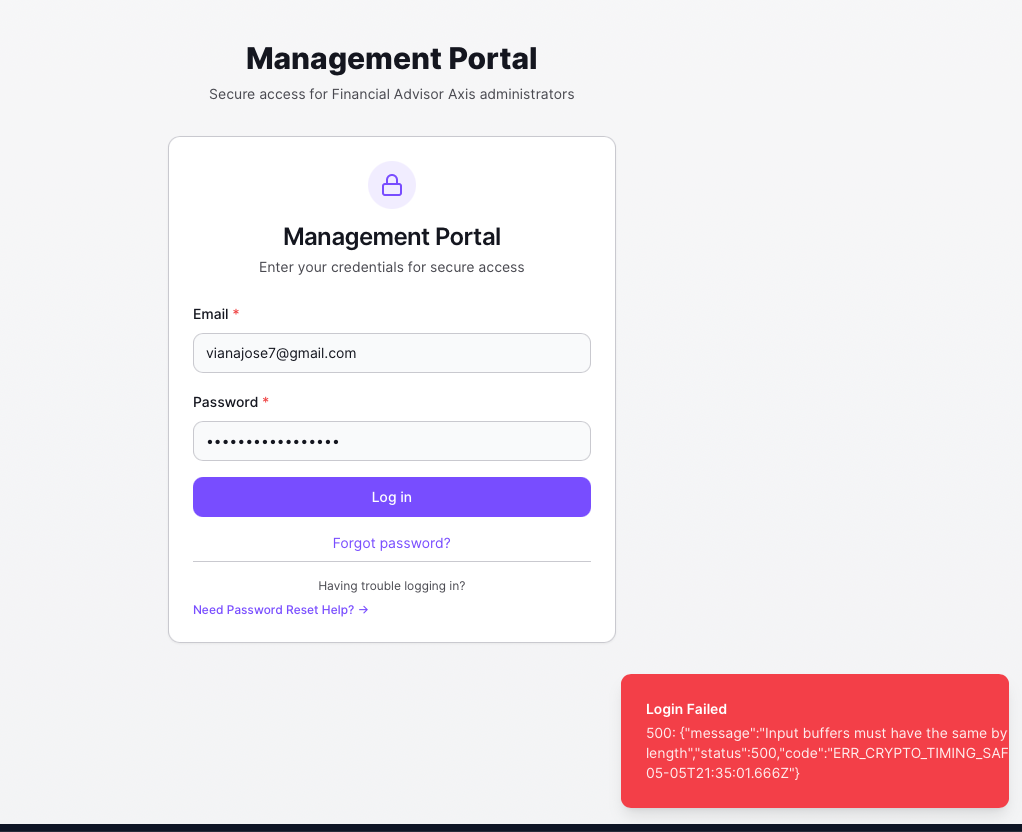 Management Portal
Secure access for Financial Advisor Axis administrators
Management Portal
Enter your credentials for secure access
Email *
vianajose7@gmail.com
Password *
•••••••••••••••••
Log in
Forgot password?
Having trouble logging in?
Need Password Reset Help? →
Login Failed
500: {"message":"Input buffers must have the same by
length","status":500,"code":"ERR_CRYPTO_TIMING_SAF
05-05T21:35:01.666Z"}